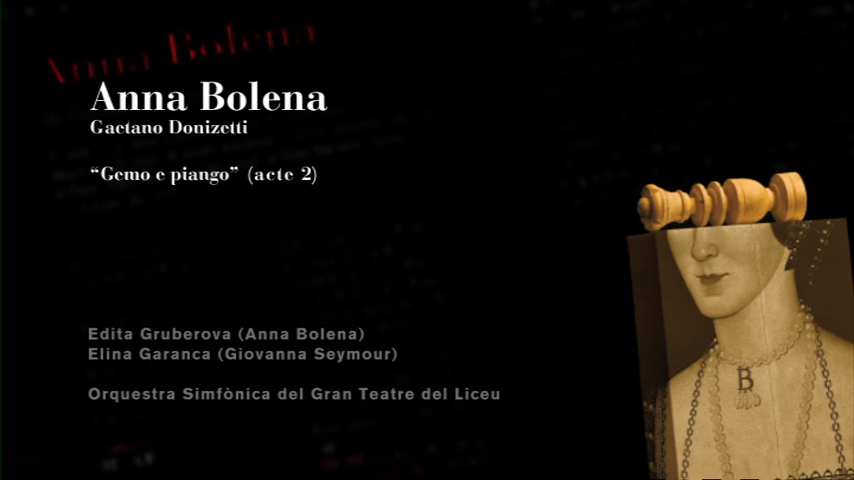 Anna Bolena
Anna Bolena
Gaetano Donizetti
“Gemo e piango” (acte 2)
Edita Gruberova (Anna Bolena)
Elina Garanca (Giovanna Seymour)
Orquestra Simfònica del Gran Teatre del Liceu
B